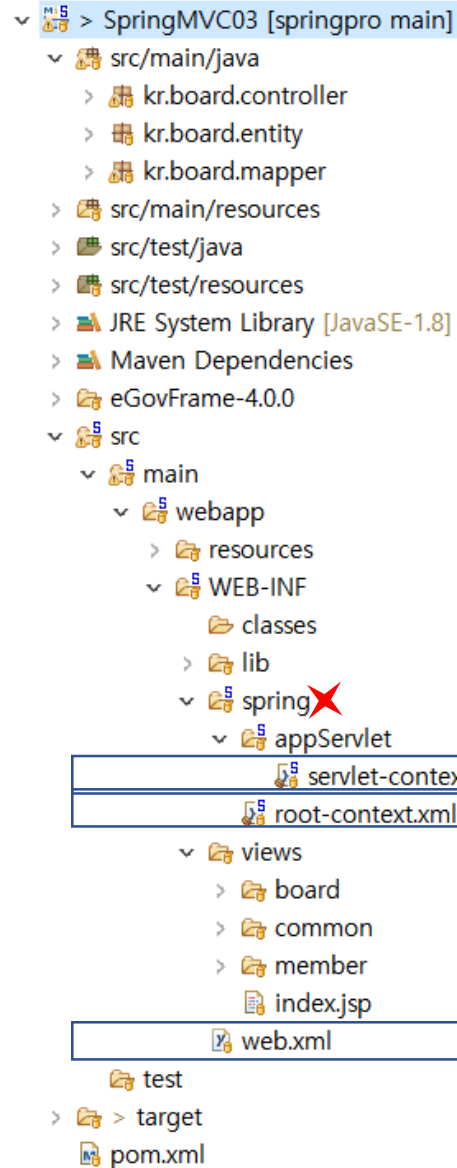 > SpringMVC03 [springpro main]
src/main/java
kr.board.controller
kr.board.entity
kr.board.mapper
src/main/resources
src/test/java
src/test/resources
JRE System Library [JavaSE-1.8]
Maven Dependencies
eGovFrame-4.0.0
src
main
webapp
resources
WEB-INF
classes
lib
spring
appServlet
root-context.xml
views
board
common
member
index.jsp
web.xml
test
> target
pom.xml